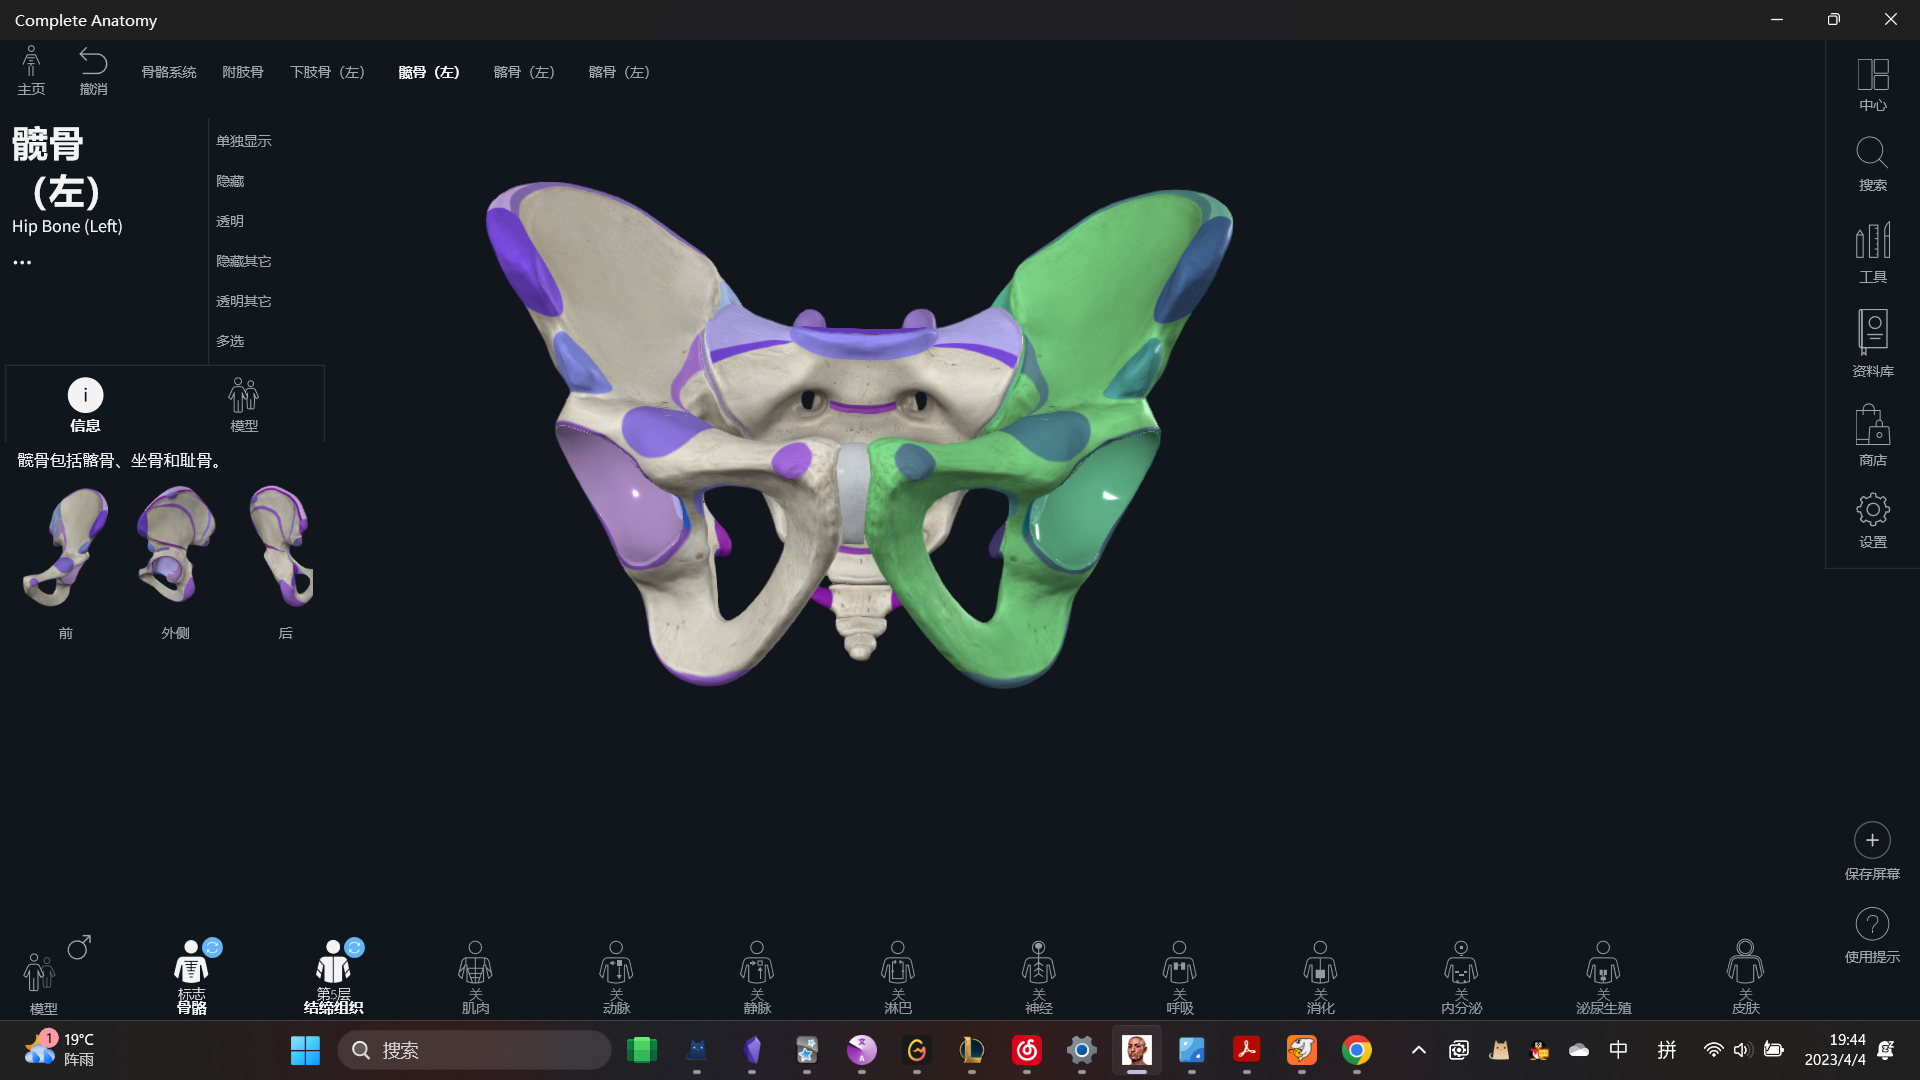 Complete Anatomy
主页
撤消
骨骼系统
附肢骨
下肢骨（左）
髋骨（左）
髂骨（左）
髂骨（左）
髋骨
（左）
Hip Bone (Left)
...
单独显示
隐藏
透明
隐藏其它
透明其它
多选
i
信息
模型
髋骨包括髂骨、坐骨和耻骨。
前
外侧
后
中心
搜索
工具
资料库
商店
设置
保存屏幕
?
使用提示
模型
标志
骨骼
第5层
结缔组织
关
肌肉
关
动脉
关
静脉
关
淋巴
关
神经
关
呼吸
关
消化
关
内分泌
关
泌尿生殖
关
皮肤
1
19°C
阵雨
搜索
中
拼
19:44
2023/4/4